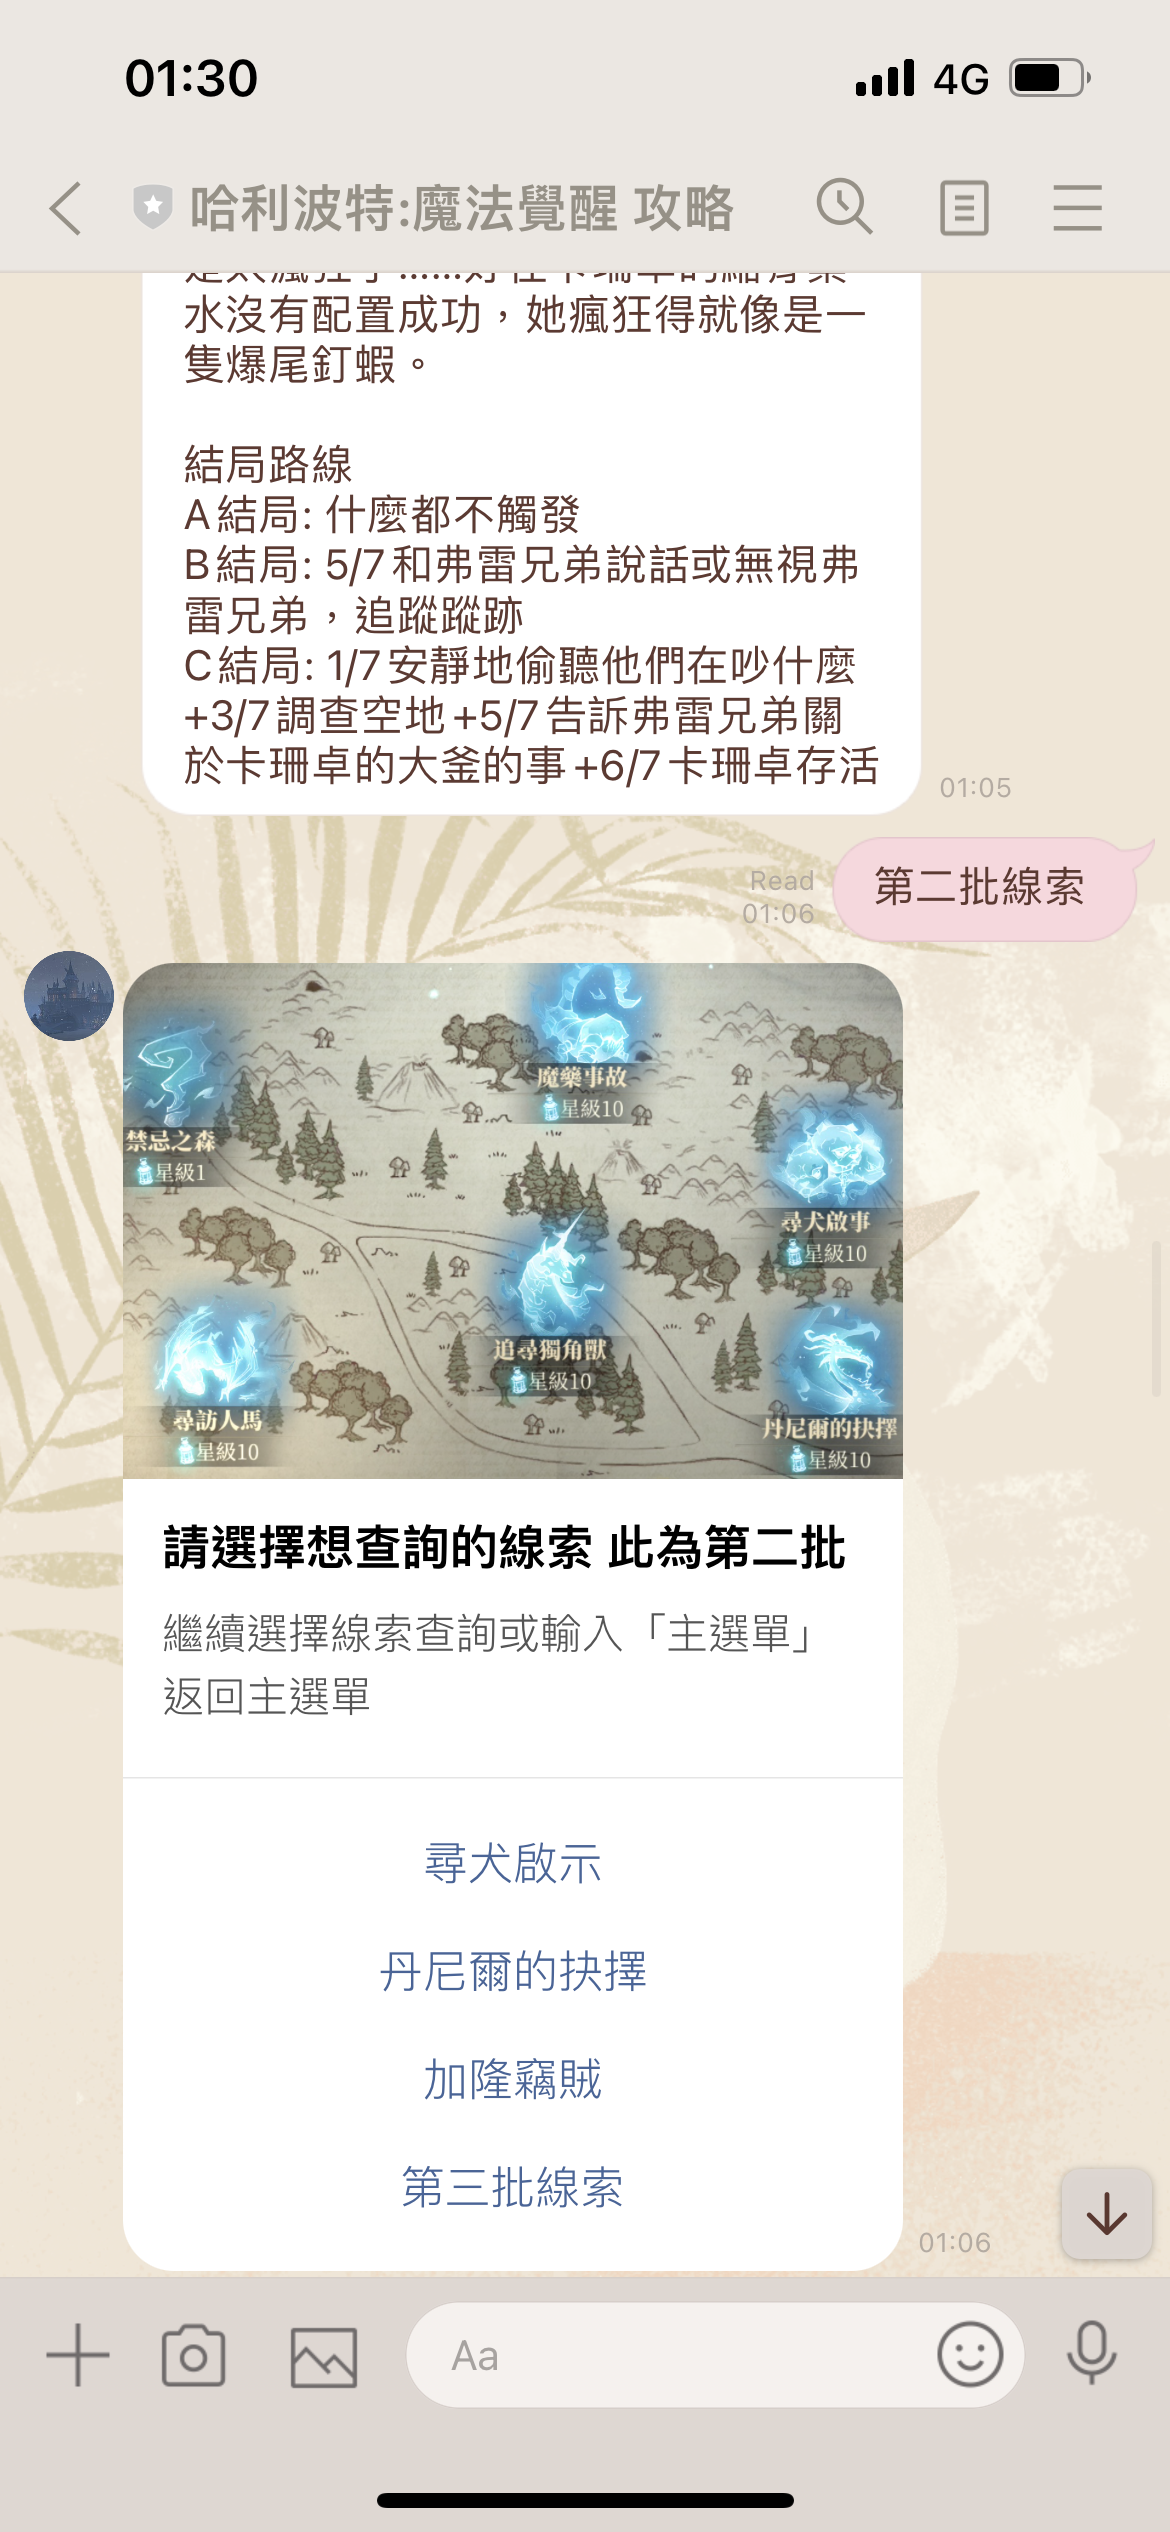 01:30
4G
哈利波特:魔法覺醒 攻略
水沒有配置成功，她瘋狂得就像是一
隻爆尾釘蝦。
結局路線
A結局: 什麼都不觸發
B結局: 5/7和弗雷兄弟說話或無視弗
雷兄弟，追蹤蹤跡
C結局: 1/7安靜地偷聽他們在吵什麼
+3/7調查空地+5/7告訴弗雷兄弟關
於卡珊卓的大釜的事+6/7卡珊卓存活
01:05
第二批線索
Read
01:06
魔藥事故
星級10
禁忌之森
星級1
尋犬啟事
星級10
追尋獨角獸
星級10
尋訪人馬
星級10
丹尼爾的抉擇
星級10
請選擇想查詢的線索 此為第二批
繼續選擇線索查詢或輸入「主選單」
返回主選單
尋犬啟示
丹尼爾的抉擇
加隆竊賊
第三批線索
01:06
Aa